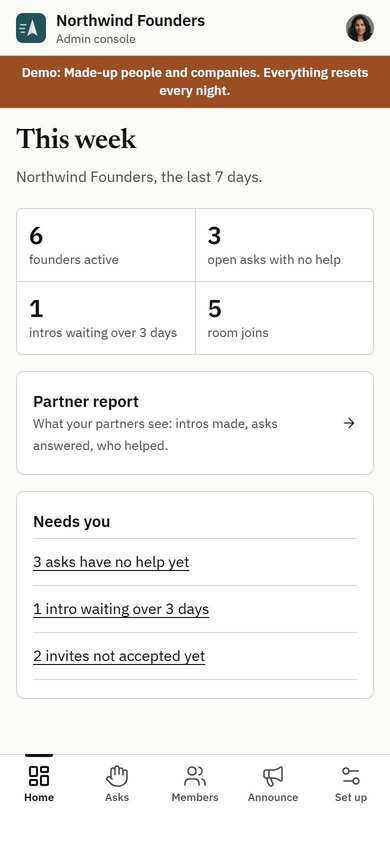 Northwind Founders
Admin console
Demo: Made-up people and companies. Everything resets
every night.
This week
Northwind Founders, the last 7 days.
6
founders active
3
open asks with no help
1
intros waiting over 3 days
5
room joins
Partner report
What your partners see: intros made, asks
answered, who helped.
Needs you
3 asks have no help yet
1 intro waiting over 3 days
2 invites not accepted yet
Home
Asks
Members
Announce
Set up